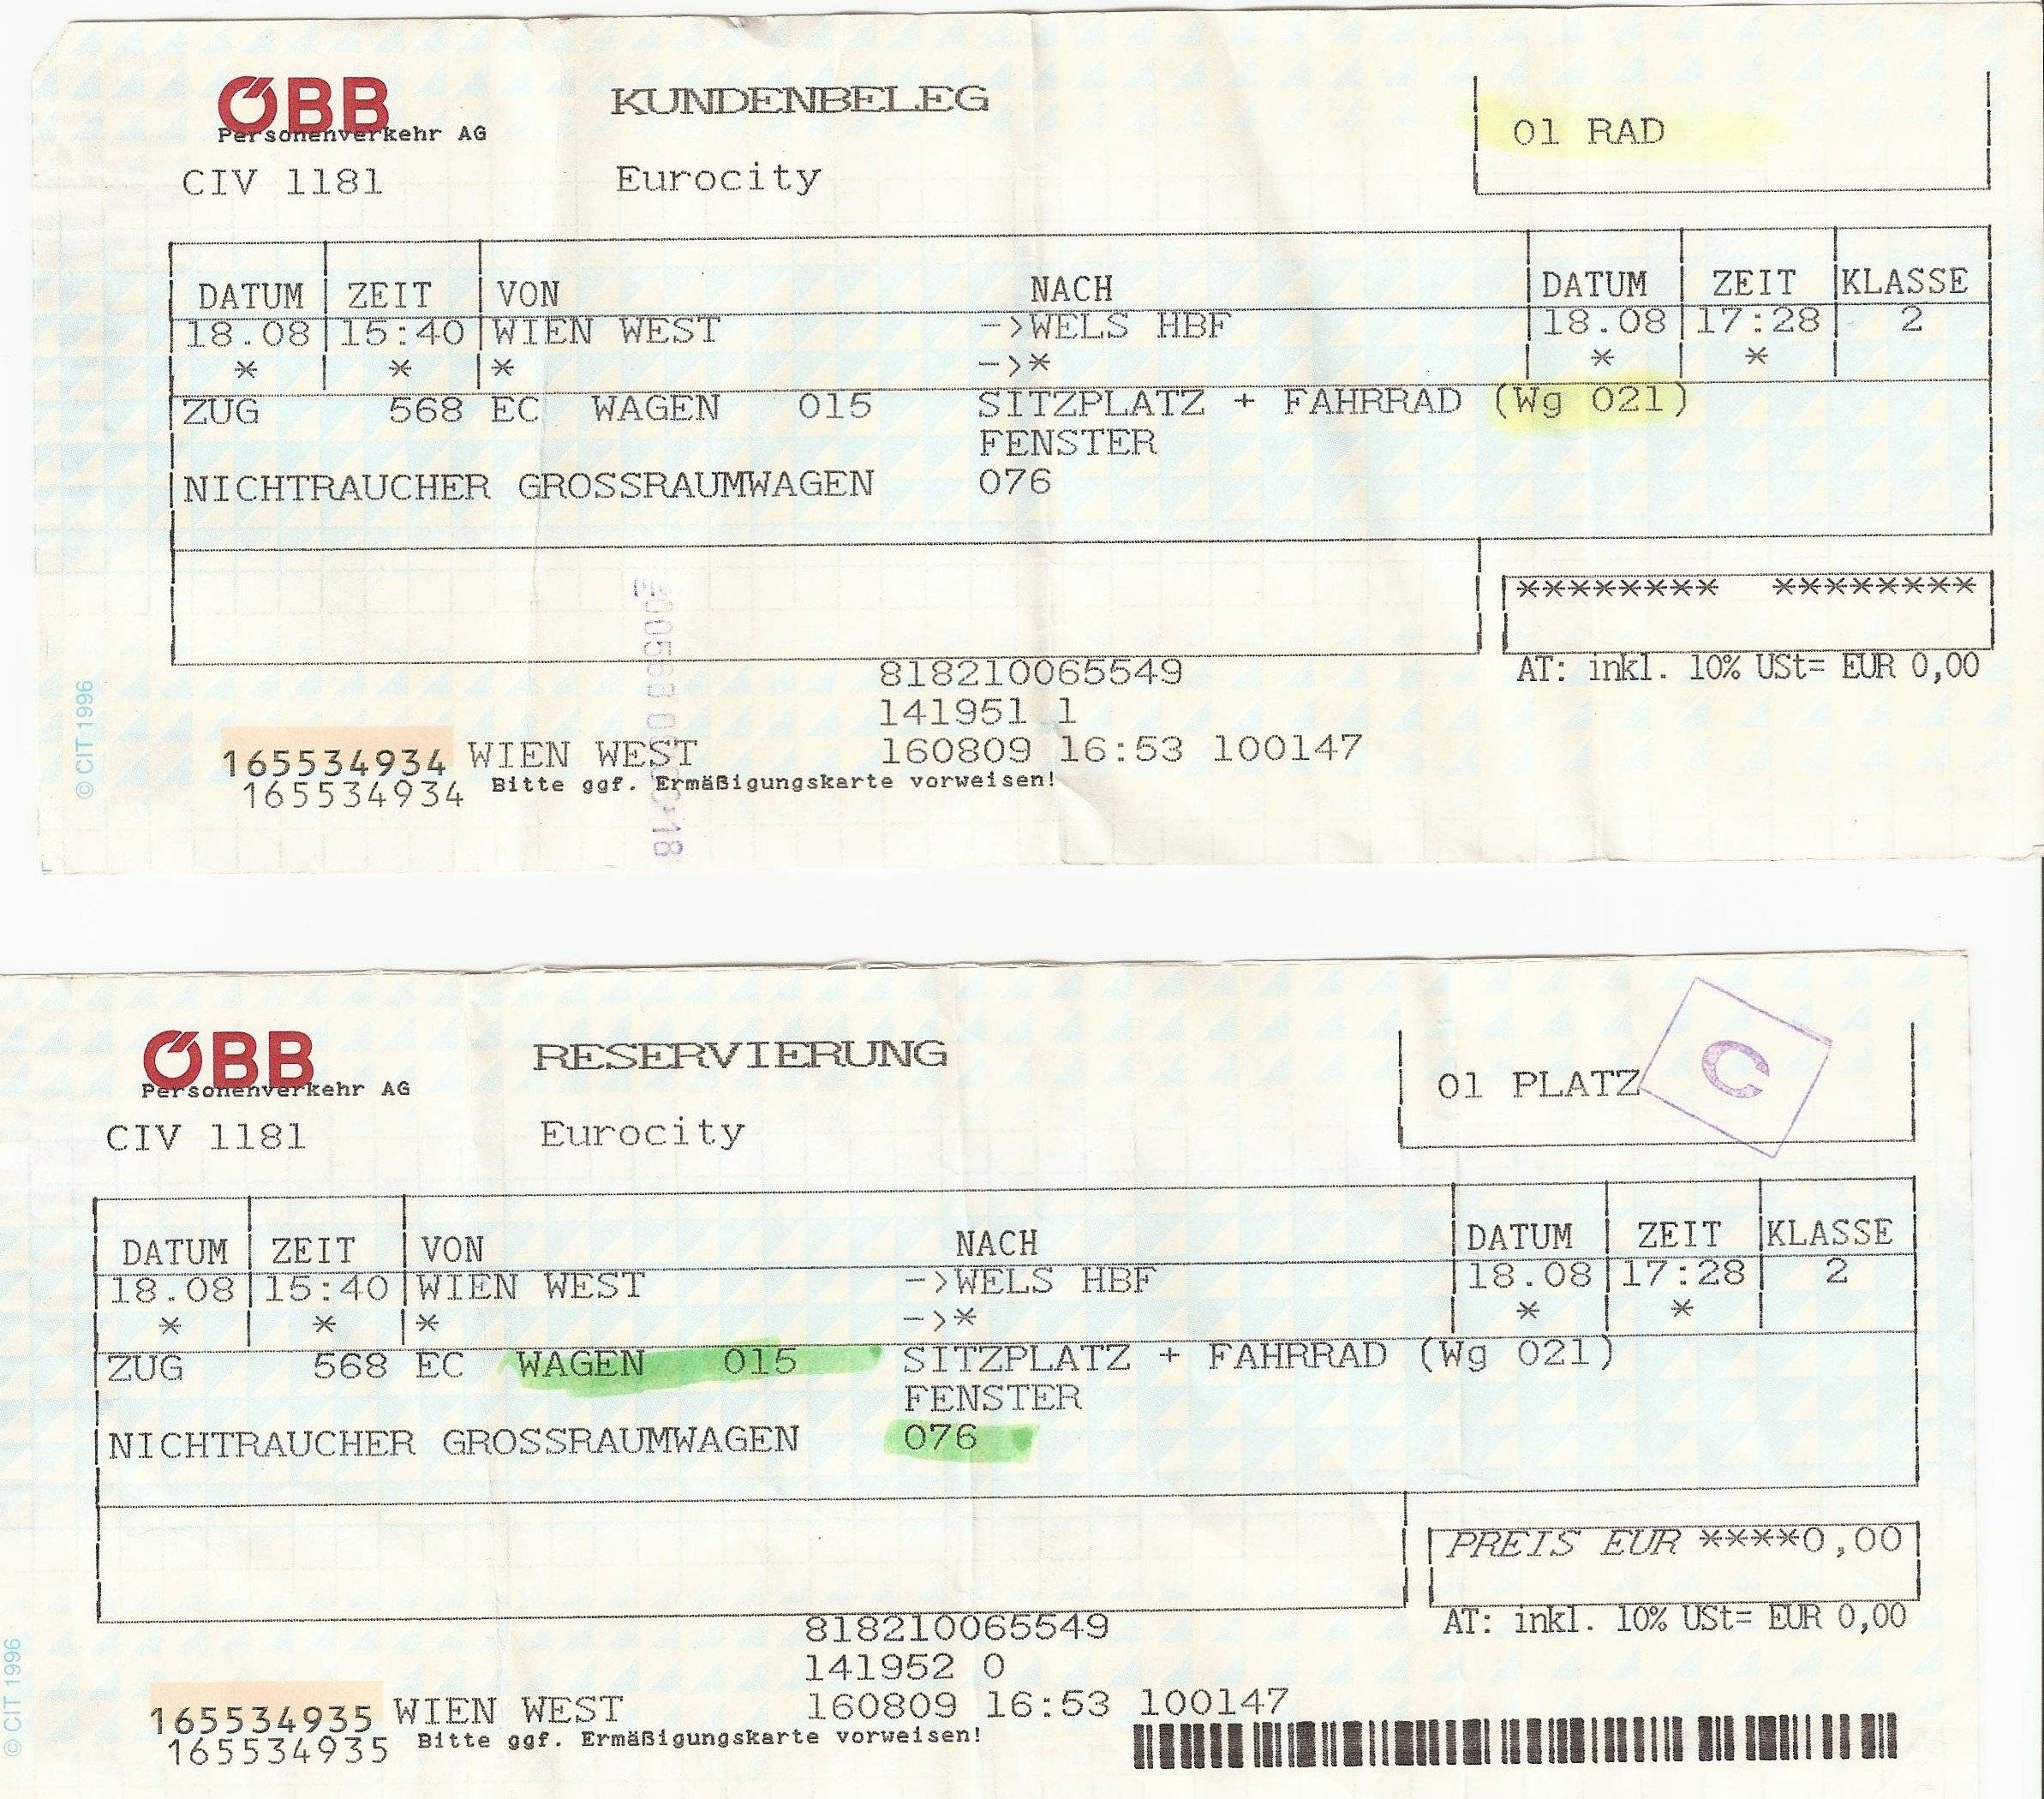 ÖBB KUNDENBELEG
01 RAD
Personenverkehr AG
CIV 1181 Eurocity
DATUM ZEIT VON NACH DATUM ZEIT KLASSE
18.08 15:40 WIEN WEST ->WELS HBF 18.08 17:28 2
* * * ->* * *
ZUG 568 EC WAGEN 015 SITZPLATZ + FAHRRAD (Wg 021)
FENSTER
NICHTRAUCHER GROSSRAUMWAGEN 076
******** ********
818210065549 AT: inkl. 10% USt= EUR 0,00
141951 1
165534934 WIEN WEST 160809 16:53 100147
165534934 Bitte ggf. Ermäßigungskarte vorweisen!
© CIT 1996
ÖBB RESERVIERUNG
C
01 PLATZ
Personenverkehr AG
CIV 1181 Eurocity
DATUM ZEIT VON NACH DATUM ZEIT KLASSE
18.08 15:40 WIEN WEST ->WELS HBF 18.08 17:28 2
* * * ->* * *
ZUG 568 EC WAGEN 015 SITZPLATZ + FAHRRAD (Wg 021)
FENSTER
NICHTRAUCHER GROSSRAUMWAGEN 076
PREIS EUR ****0,00
818210065549 AT: inkl. 10% USt= EUR 0,00
141952 0
165534935 WIEN WEST 160809 16:53 100147
165534935 Bitte ggf. Ermäßigungskarte vorweisen!
© CIT 1996